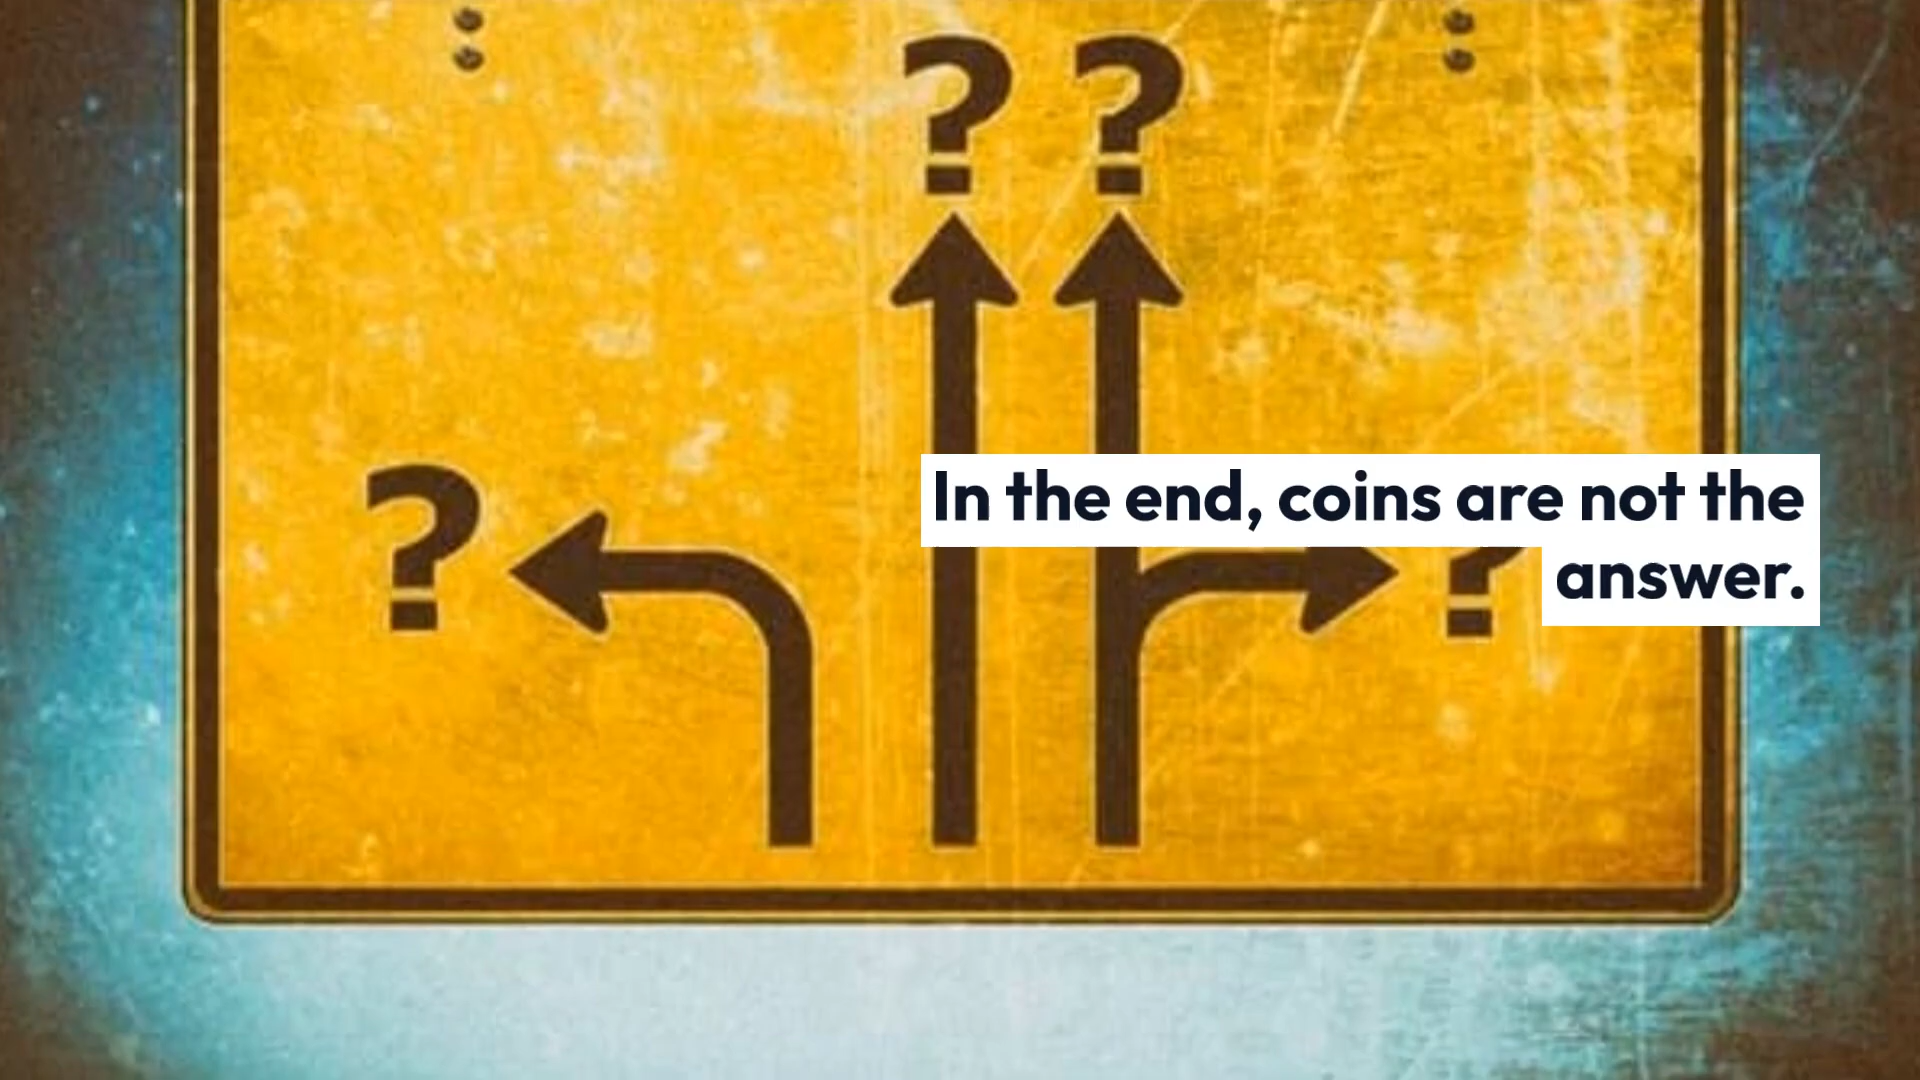 ? ?
In the end, coins are not the
answer.
? ?